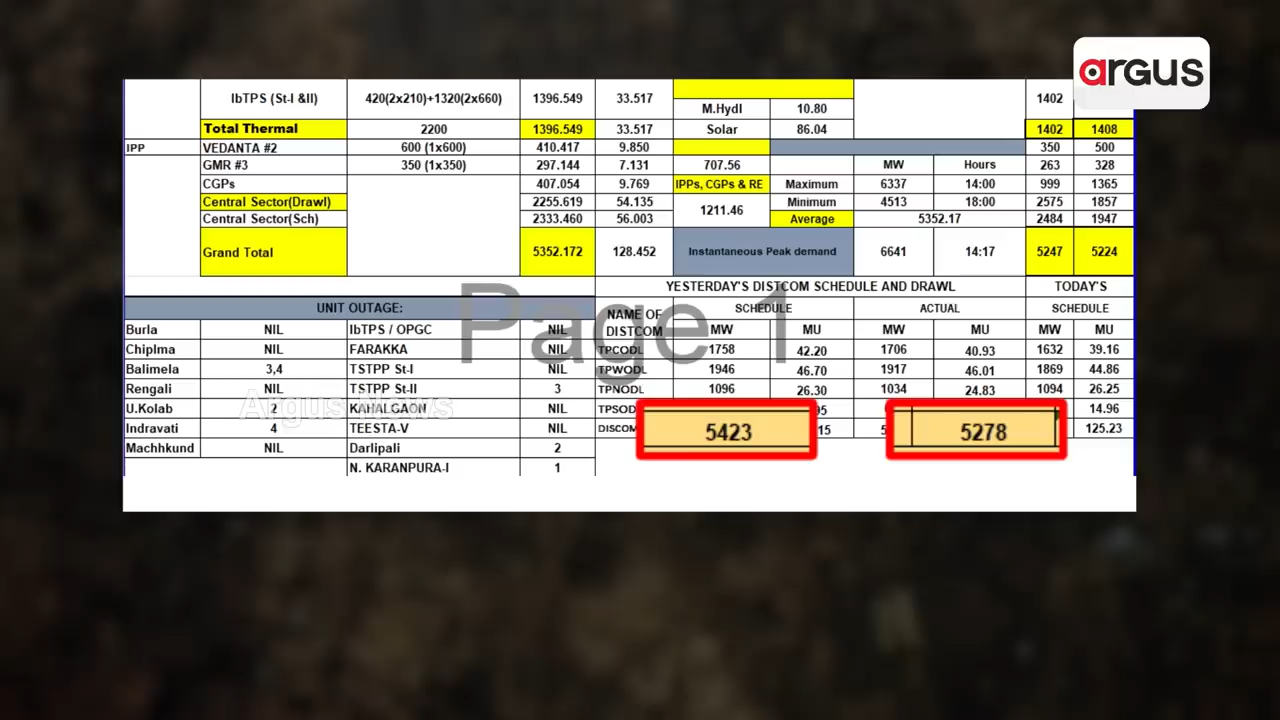 argus
IbTPS (St-I &II) 420(2x210)+1320(2x660) 1396.549 33.517 1402
M.Hydl 10.80
Total Thermal 2200 1396.549 33.517 Solar 86.04 1402 1408
IPP VEDANTA #2 600 (1x600) 410.417 9.850 350 500
GMR #3 350 (1x350) 297.144 7.131 707.56 MW Hours 263 328
CGPs 407.054 9.769 IPPs, CGPs & RE Maximum 6337 14:00 999 1365
Central Sector(Drawl) 2255.619 54.135 1211.46 Minimum 4513 18:00 2575 1857
Central Sector(Sch) 2333.460 56.003 Average 5352.17 2484 1947
Grand Total 5352.172 128.452 Instantaneous Peak demand 6641 14:17 5247 5224
YESTERDAY'S DISTCOM SCHEDULE AND DRAWL TODAY'S
UNIT OUTAGE: NAME OF DISTCOM SCHEDULE ACTUAL SCHEDULE
Burla NIL IbTPS / OPGC NIL MW MU MW MU MW MU
Chiplma NIL FARAKKA NIL TPCODL 1758 42.20 1706 40.93 1632 39.16
Balimela 3,4 TSTPP St-I NIL TPWODL 1946 46.70 1917 46.01 1869 44.86
Rengali NIL TSTPP St-II 3 TPNODL 1096 26.30 1034 24.83 1094 26.25
U.Kolab 2 KAHALGAON NIL 14.96
Indravati 4 TEESTA-V NIL 5423 5278 125.23
Machhkund NIL Darlipali 2
N. KARANPURA-I 1
Page 1
Argus News